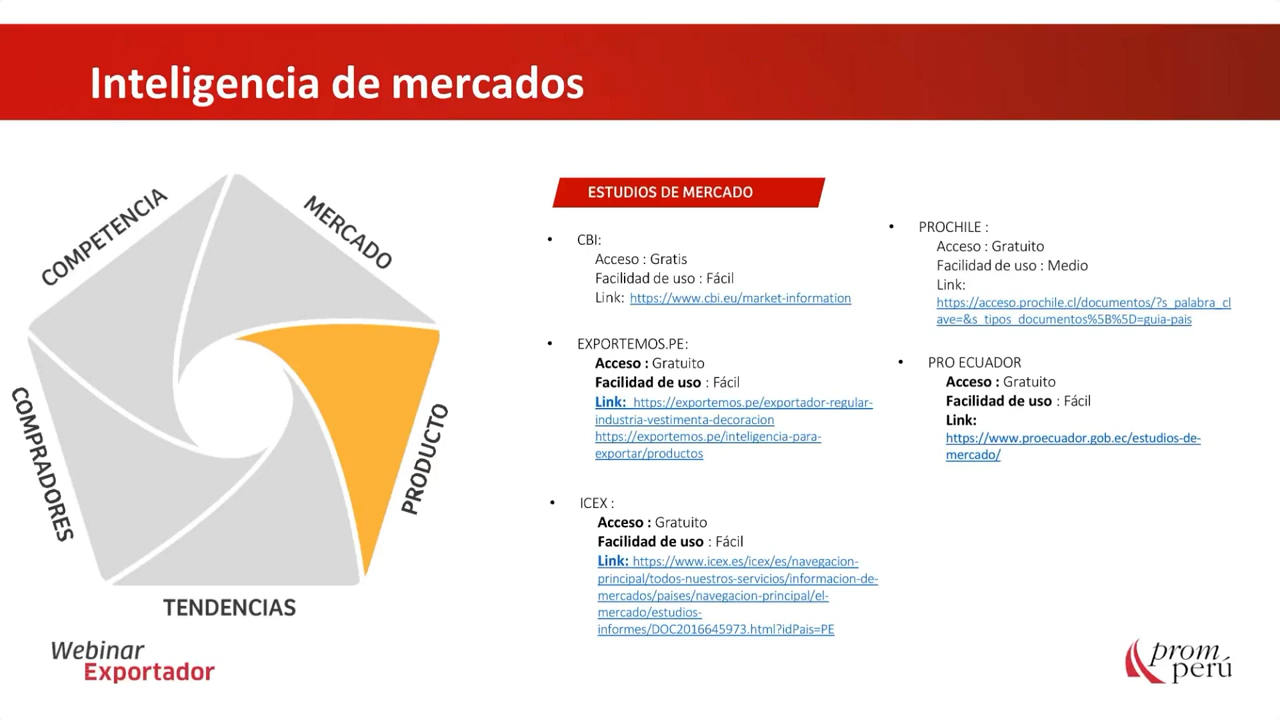 Inteligencia de mercados
COMPETENCIA
MERCADO
PRODUCTO
TENDENCIAS
COMPRADORES
ESTUDIOS DE MERCADO
• CBI:
Acceso : Gratis
Facilidad de uso : Fácil
Link: https://www.cbi.eu/market-information
• EXPORTEMOS.PE:
Acceso : Gratuito
Facilidad de uso : Fácil
Link: https://exportemos.pe/exportador-regular-
industria-vestimenta-decoracion
https://exportemos.pe/inteligencia-para-
exportar/productos
• ICEX :
Acceso : Gratuito
Facilidad de uso : Fácil
Link: https://www.icex.es/icex/es/navegacion-
principal/todos-nuestros-servicios/informacion-de-
mercados/paises/navegacion-principal/el-
mercado/estudios-
informes/DOC2016645973.html?idPais=PE
• PROCHILE :
Acceso : Gratuito
Facilidad de uso : Medio
Link:
https://acceso.prochile.cl/documentos/?s_palabra_cl
ave=&s_tipos_documentos%5B%5D=guia-pais
• PRO ECUADOR
Acceso : Gratuito
Facilidad de uso : Fácil
Link:
https://www.proecuador.gob.ec/estudios-de-
mercado/
Webinar
Exportador
prom
perú